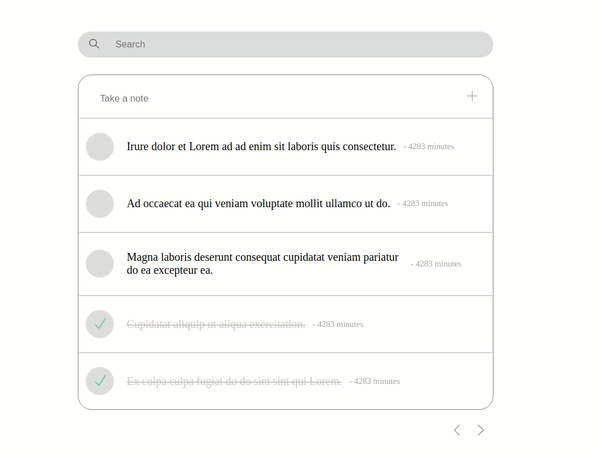 Search
Take a note
Irure dolor et Lorem ad ad enim sit laboris quis consectetur. - 4283 minutes
Ad occaecat ea qui veniam voluptate mollit ullamco ut do. - 4283 minutes
Magna laboris deserunt consequat cupidatat veniam pariatur
do ea excepteur ea. - 4283 minutes
Cupidatat aliquip ut aliqua exercitation. - 4283 minutes
Ex culpa culpa fugiat do do sint sint qui Lorem. - 4283 minutes